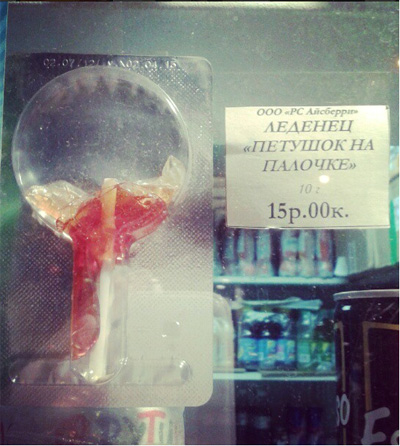 ООО «РС Айсберри»
ЛЕДЕНЕЦ
«ПЕТУШОК НА
ПАЛОЧКЕ»
10 г
15р.00к.